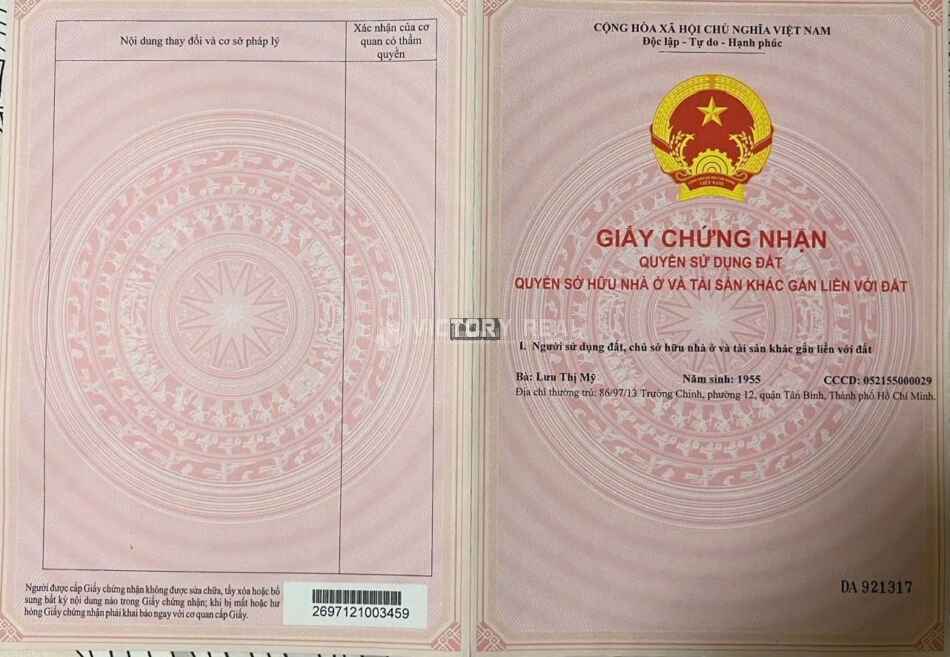 Nội dung thay đổi và cơ sở pháp lý
Xác nhận của cơ
quan có thẩm
quyền
Người được cấp Giấy chứng nhận không được sửa chữa, tẩy xóa hoặc bổ
sung bất kỳ nội dung nào trong Giấy chứng nhận; khi bị mất hoặc hư
hỏng Giấy chứng nhận phải khai báo ngay với cơ quan cấp Giấy.
2697121003459
VICTORY REAL
CỘNG HÒA XÃ HỘI CHỦ NGHĨA VIỆT NAM
Độc lập - Tự do - Hạnh phúc
VIỆT NAM
GIẤY CHỨNG NHẬN
QUYỀN SỬ DỤNG ĐẤT
QUYỀN SỞ HỮU NHÀ Ở VÀ TÀI SẢN KHÁC GẮN LIỀN VỚI ĐẤT
I. Người sử dụng đất, chủ sở hữu nhà ở và tài sản khác gắn liền với đất
Bà: Lưu Thị Mỹ Năm sinh: 1955 CCCD: 052155000029
Địa chỉ thường trú: 86/97/13 Trường Chinh, phường 12, quận Tân Bình, Thành phố Hồ Chí Minh.
DA 921317